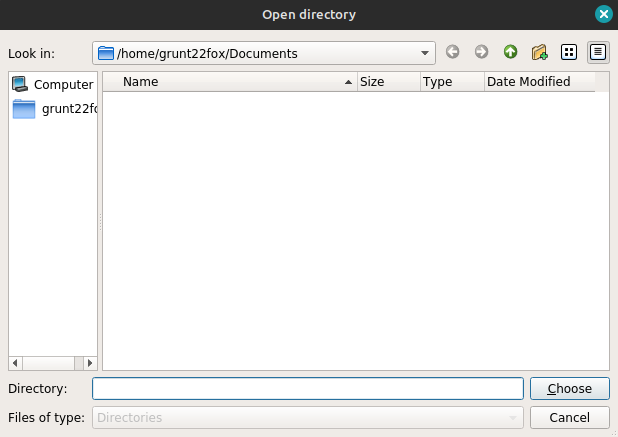 Open directory
Look in: /home/grunt22fox/Documents
Computer
grunt22fo
Name Size Type Date Modified
Directory: Choose
Files of type: Directories Cancel